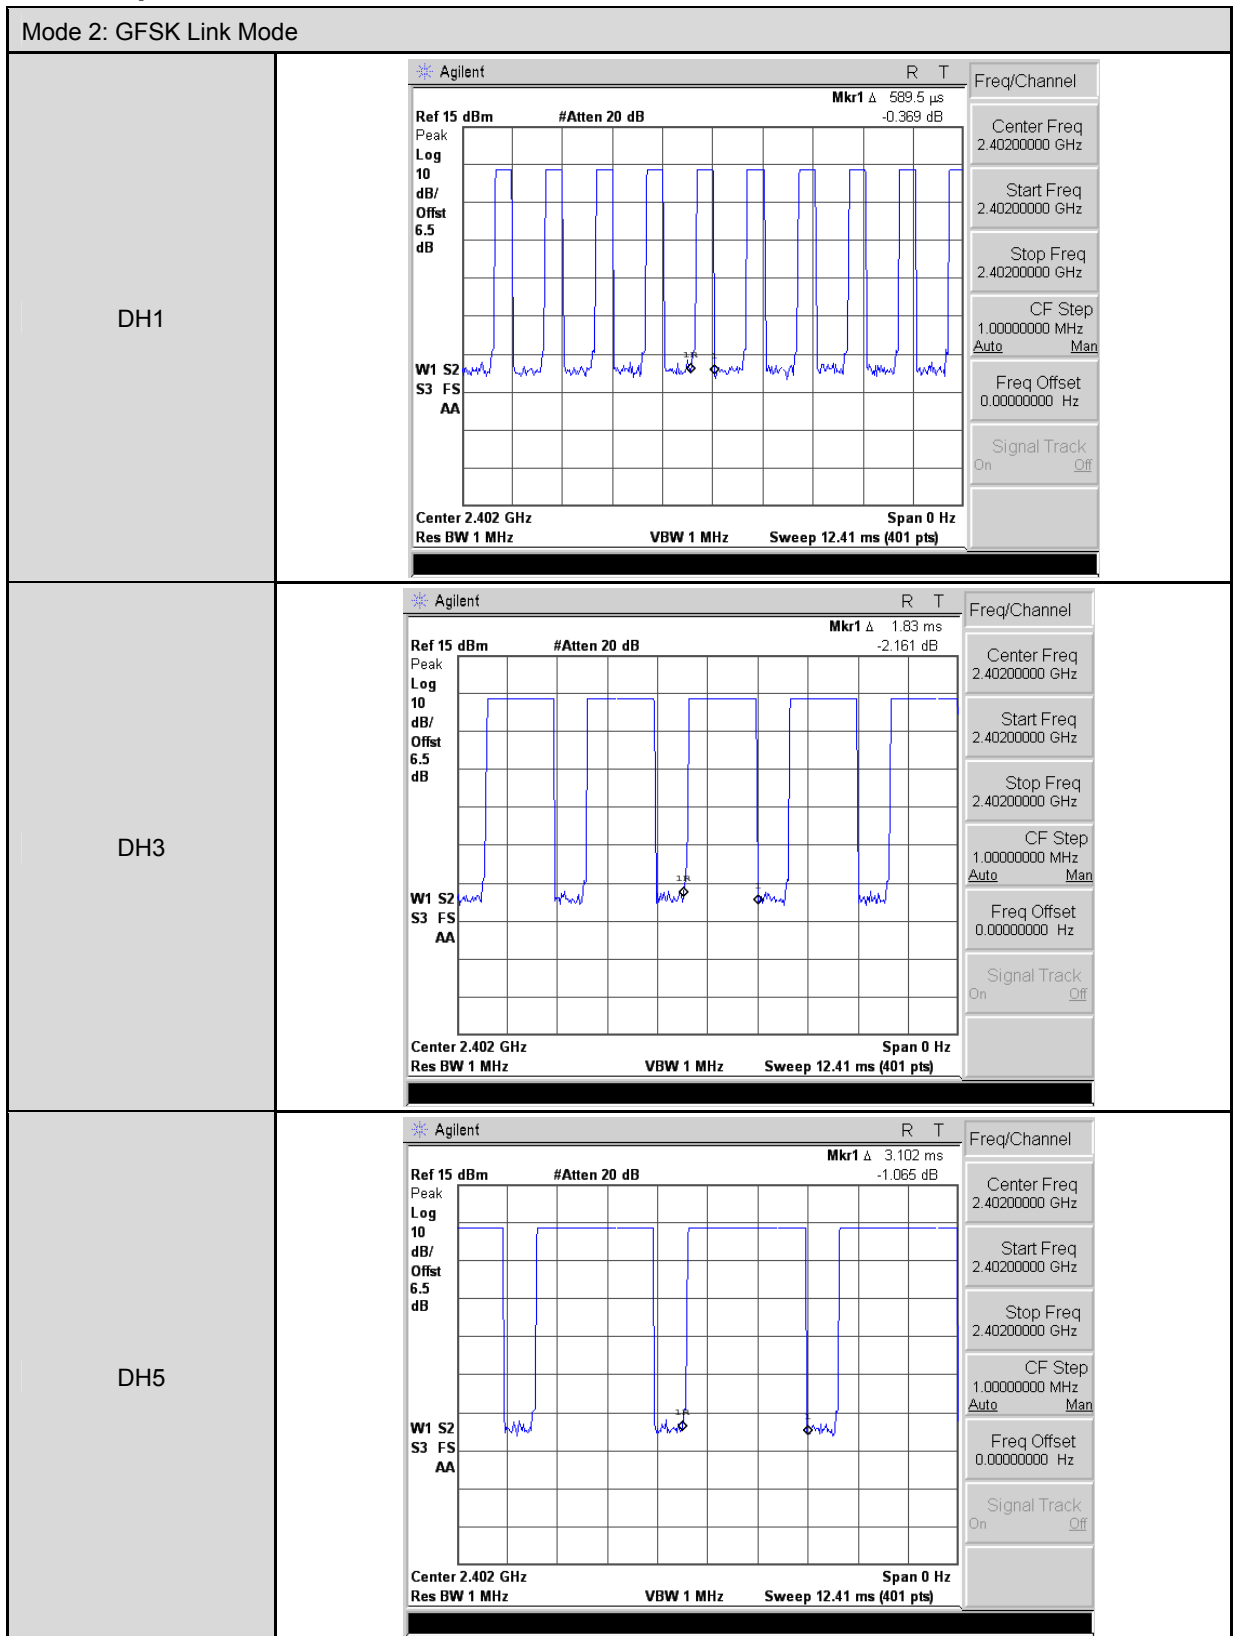 Mode 2: GFSK Link Mode
DH1
Agilent R T
Mkr1 Δ 589.5 µs
Ref 15 dBm #Atten 20 dB -0.369 dB
Peak
Log
10
dB/
Offst
6.5
dB
1R 1
W1 S2
S3 FS
AA
Center 2.402 GHz Span 0 Hz
Res BW 1 MHz VBW 1 MHz Sweep 12.41 ms (401 pts)
Freq/Channel
Center Freq
2.40200000 GHz
Start Freq
2.40200000 GHz
Stop Freq
2.40200000 GHz
CF Step
1.00000000 MHz
Auto Man
Freq Offset
0.00000000 Hz
Signal Track
On Off
DH3
Agilent R T
Mkr1 Δ 1.83 ms
Ref 15 dBm #Atten 20 dB -2.161 dB
Peak
Log
10
dB/
Offst
6.5
dB
1R 1
W1 S2
S3 FS
AA
Center 2.402 GHz Span 0 Hz
Res BW 1 MHz VBW 1 MHz Sweep 12.41 ms (401 pts)
Freq/Channel
Center Freq
2.40200000 GHz
Start Freq
2.40200000 GHz
Stop Freq
2.40200000 GHz
CF Step
1.00000000 MHz
Auto Man
Freq Offset
0.00000000 Hz
Signal Track
On Off
DH5
Agilent R T
Mkr1 Δ 3.102 ms
Ref 15 dBm #Atten 20 dB -1.065 dB
Peak
Log
10
dB/
Offst
6.5
dB
1R 1
W1 S2
S3 FS
AA
Center 2.402 GHz Span 0 Hz
Res BW 1 MHz VBW 1 MHz Sweep 12.41 ms (401 pts)
Freq/Channel
Center Freq
2.40200000 GHz
Start Freq
2.40200000 GHz
Stop Freq
2.40200000 GHz
CF Step
1.00000000 MHz
Auto Man
Freq Offset
0.00000000 Hz
Signal Track
On Off